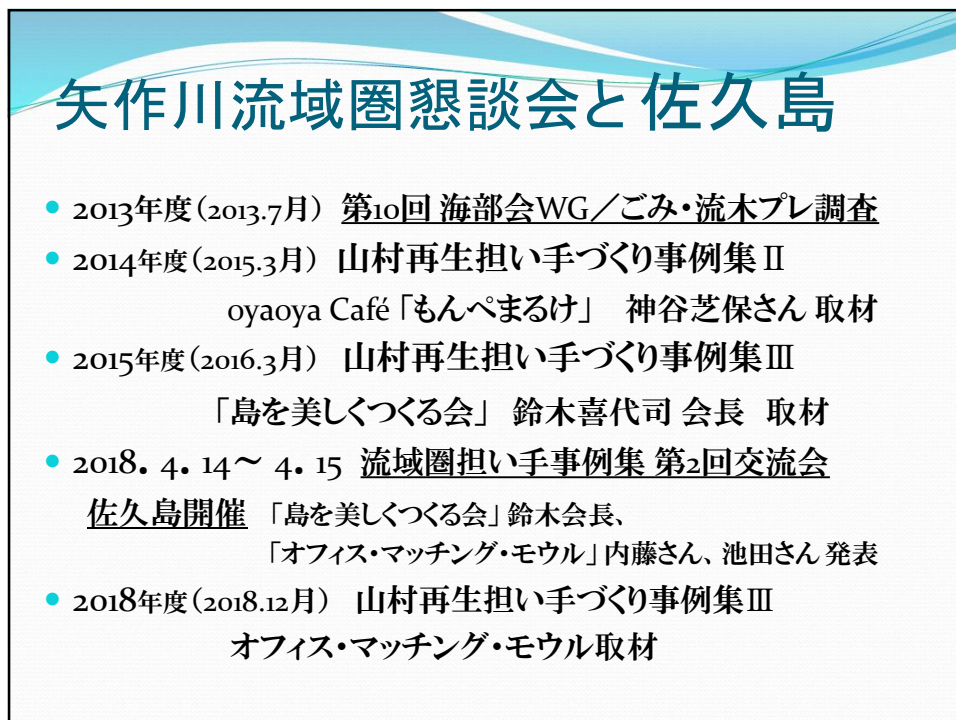 矢作川流域圏懇談会と佐久島
• 2013年度(2013.7月) 第10回 海部会WG/ごみ・流木プレ調査
• 2014年度(2015.3月) 山村再生担い手づくり事例集Ⅱ
oyaoya Café「もんぺまるけ」 神谷芝保さん 取材
• 2015年度(2016.3月) 山村再生担い手づくり事例集Ⅲ
「島を美しくつくる会」 鈴木喜代司 会長 取材
• 2018. 4. 14~ 4. 15 流域圏担い手事例集 第2回交流会
佐久島開催 「島を美しくつくる会」鈴木会長、
「オフィス・マッチング・モウル」内藤さん、池田さん 発表
• 2018年度(2018.12月) 山村再生担い手づくり事例集Ⅲ
オフィス・マッチング・モウル取材